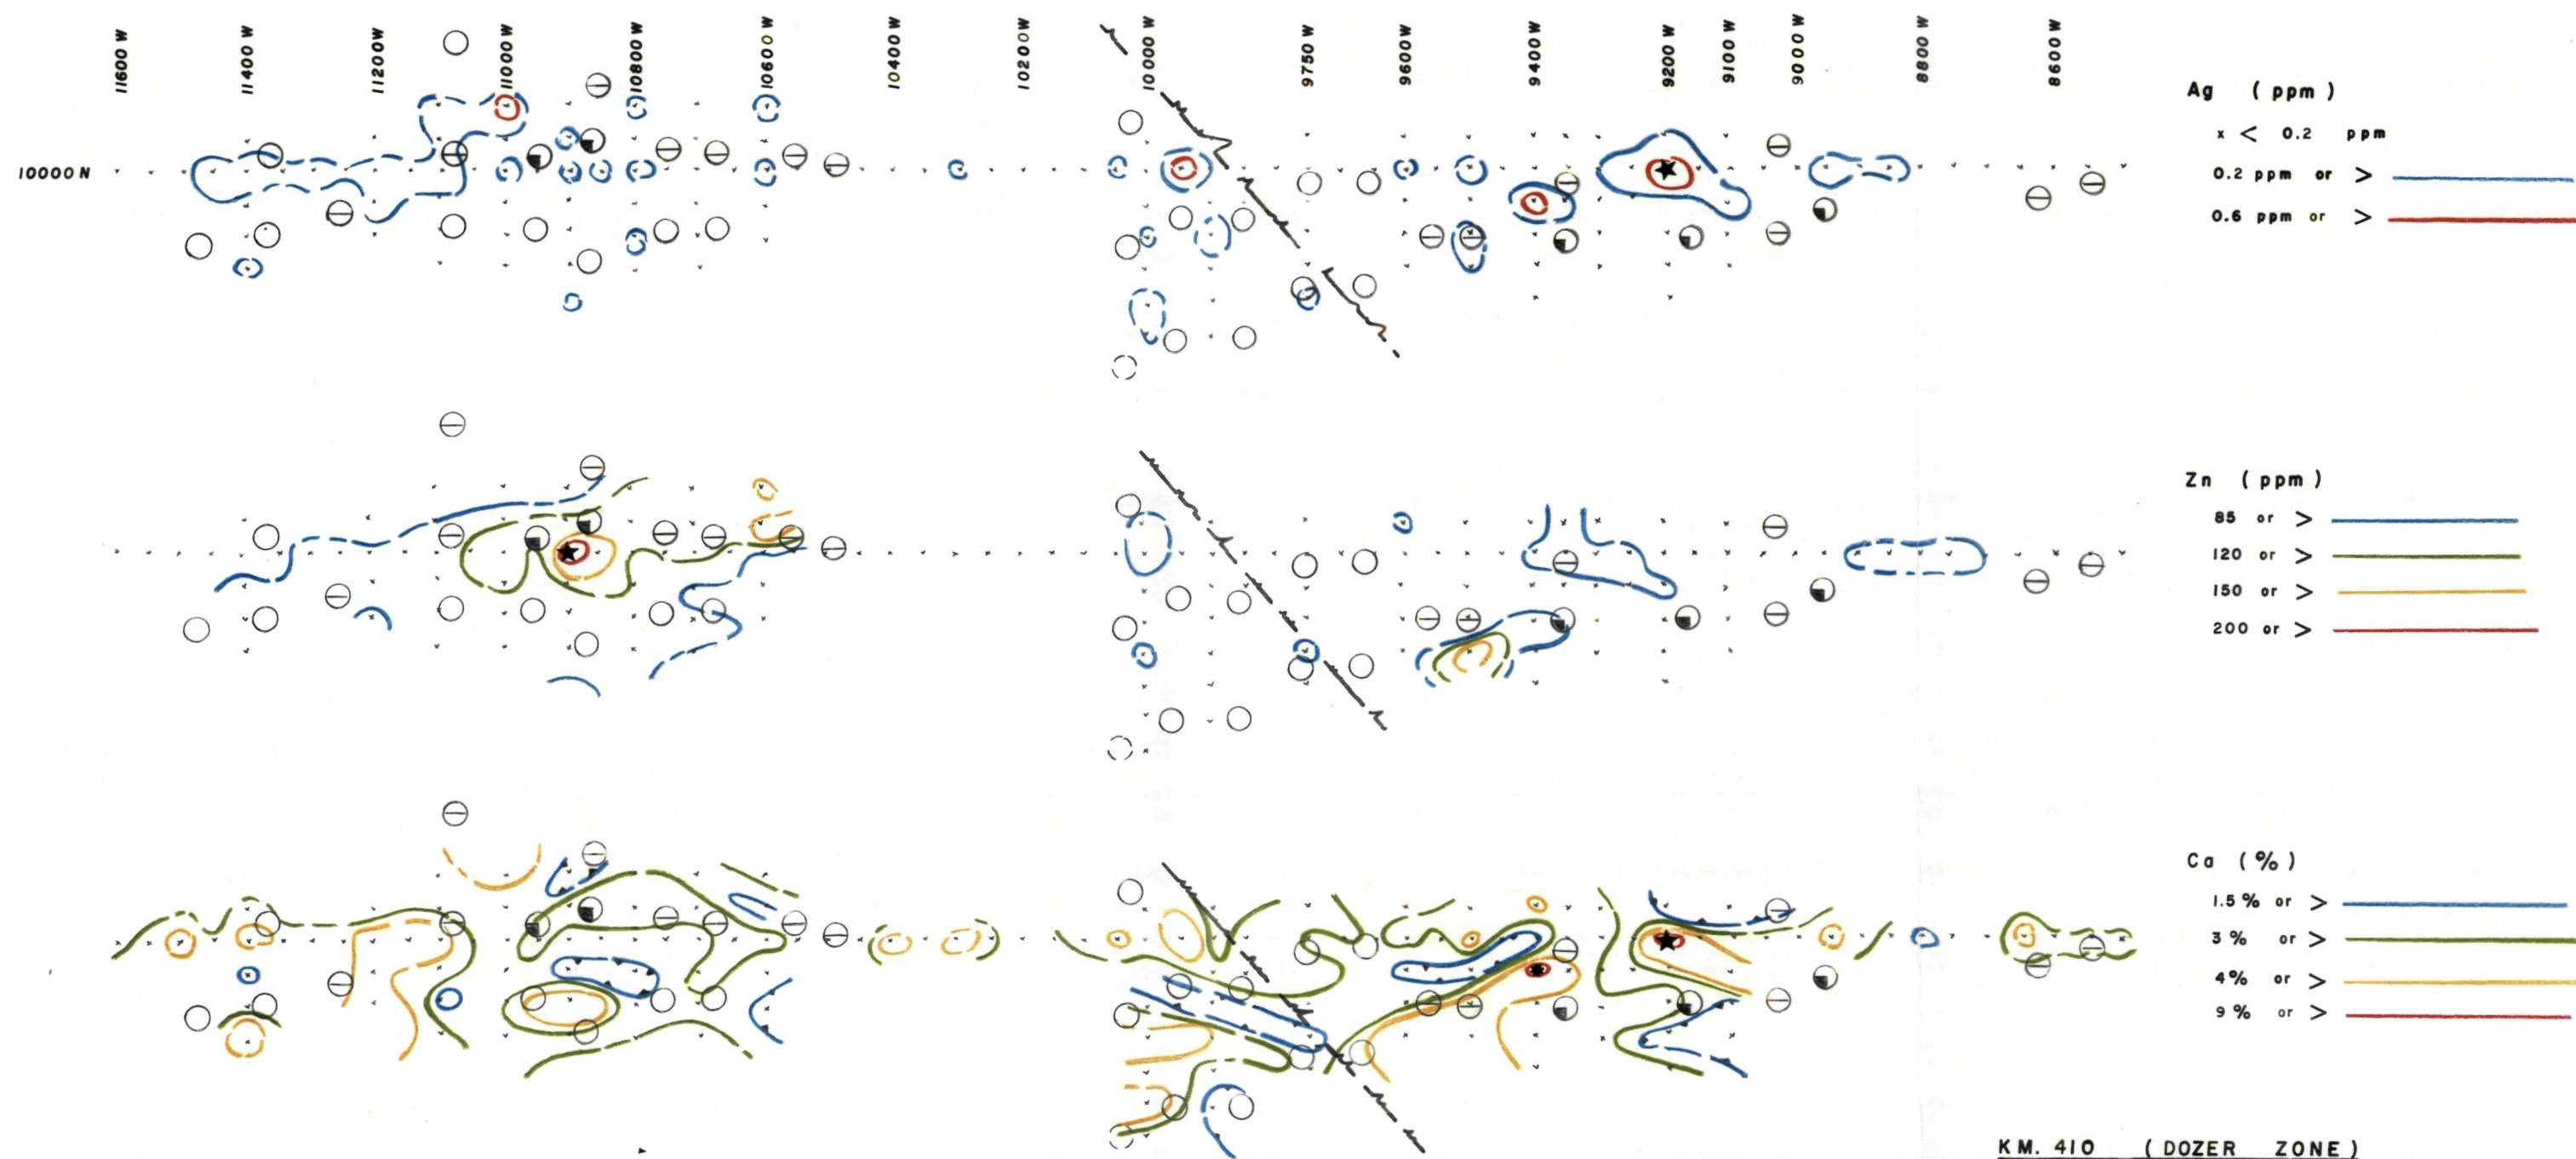 11600 W
11400 W
11200W
11000 W
10800 W
10600 W
10400 W
10200W
10000 W
9750 W
9600 W
9400 W
9200 W
9100 W
9000 W
8800 W
8600 W
10000 N
Ag (ppm)
x < 0.2 ppm
0.2 ppm or >
0.6 ppm or >
Zn (ppm)
85 or >
120 or >
150 or >
200 or >
Ca (%)
1.5 % or >
3 % or >
4% or >
9 % or >
KM. 410 (DOZER ZONE)